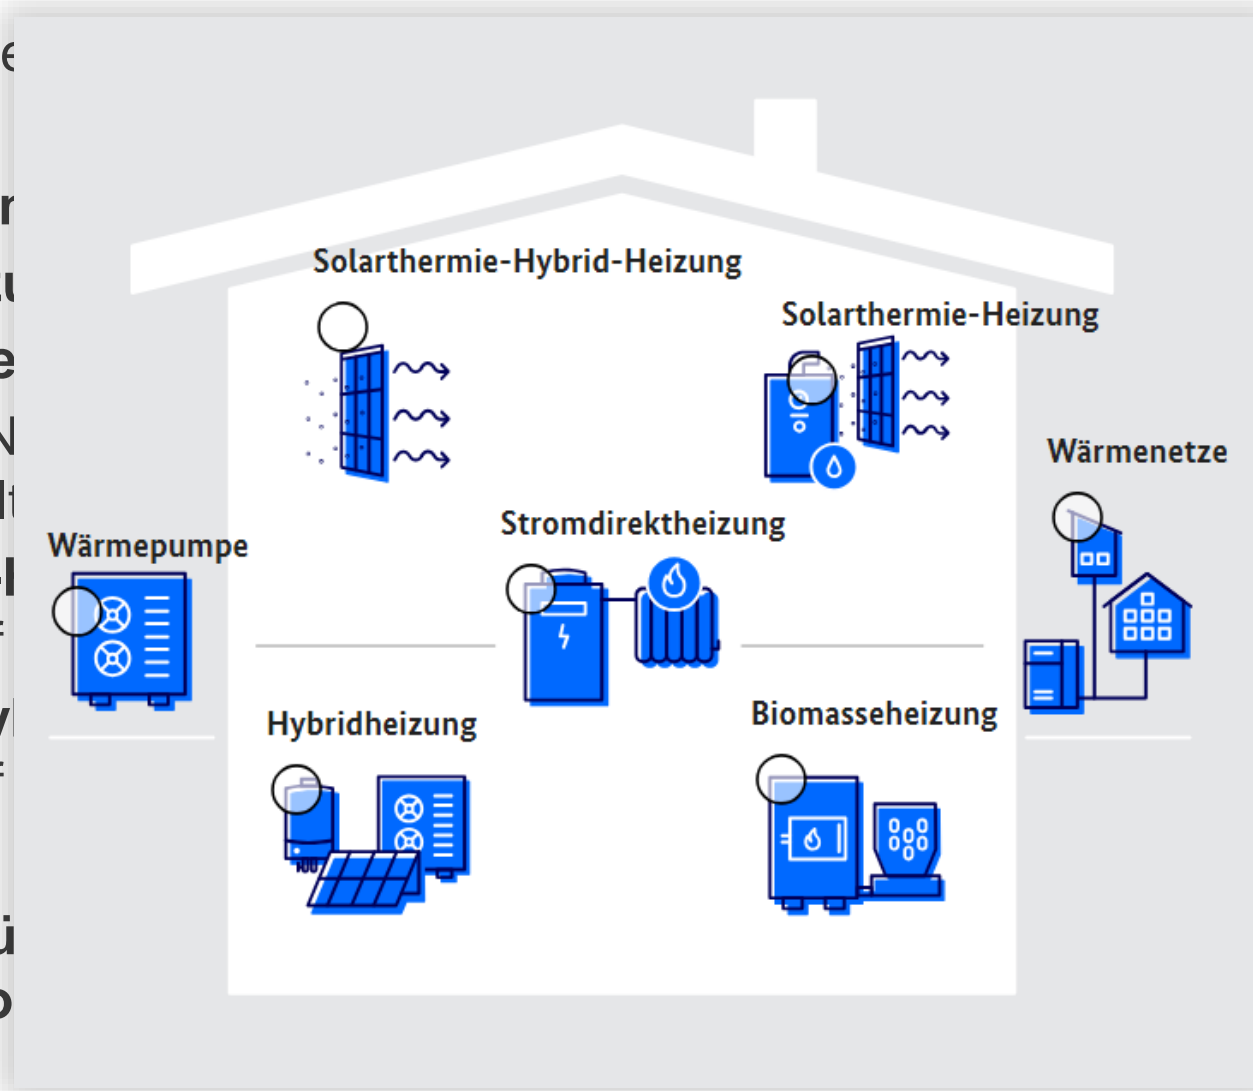 Solarthermie-Hybrid-Heizung
Solarthermie-Heizung
Wärmenetze
Stromdirektheizung
Wärmepumpe
Hybridheizung
Biomasseheizung